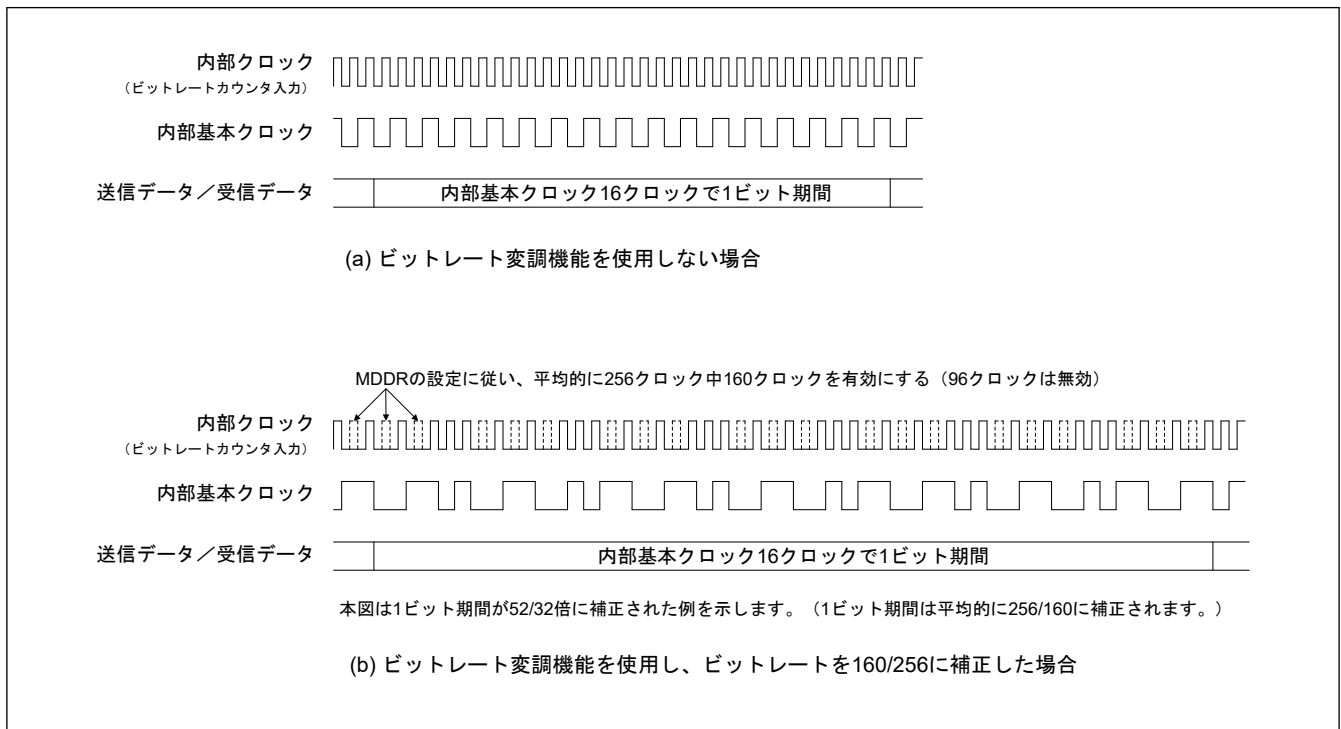 内部クロック
（ビットレートカウンタ入力）
内部基本クロック
送信データ／受信データ
内部基本クロック16クロックで1ビット期間
(a) ビットレート変調機能を使用しない場合
MDDRの設定に従い、平均的に256クロック中160クロックを有効にする（96クロックは無効）
内部クロック
（ビットレートカウンタ入力）
内部基本クロック
送信データ／受信データ
内部基本クロック16クロックで1ビット期間
本図は1ビット期間が52/32倍に補正された例を示します。（1ビット期間は平均的に256/160に補正されます。）
(b) ビットレート変調機能を使用し、ビットレートを160/256に補正した場合